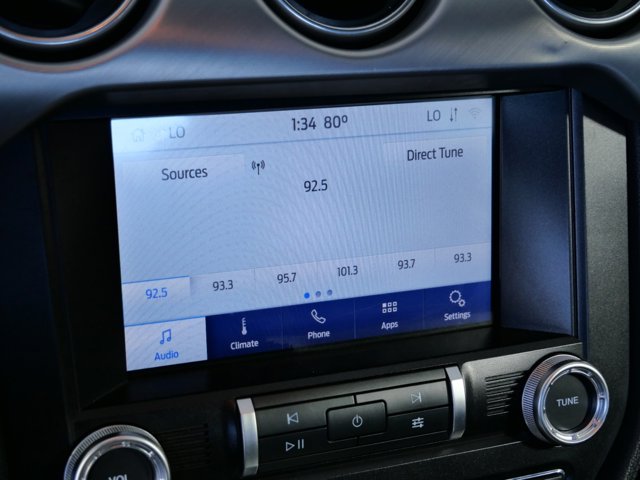 LO 1:34 80° LO
Sources Direct Tune
92.5
92.5 93.3 95.7 101.3 93.7 93.3
Audio Climate Phone Apps Settings
VOL TUNE